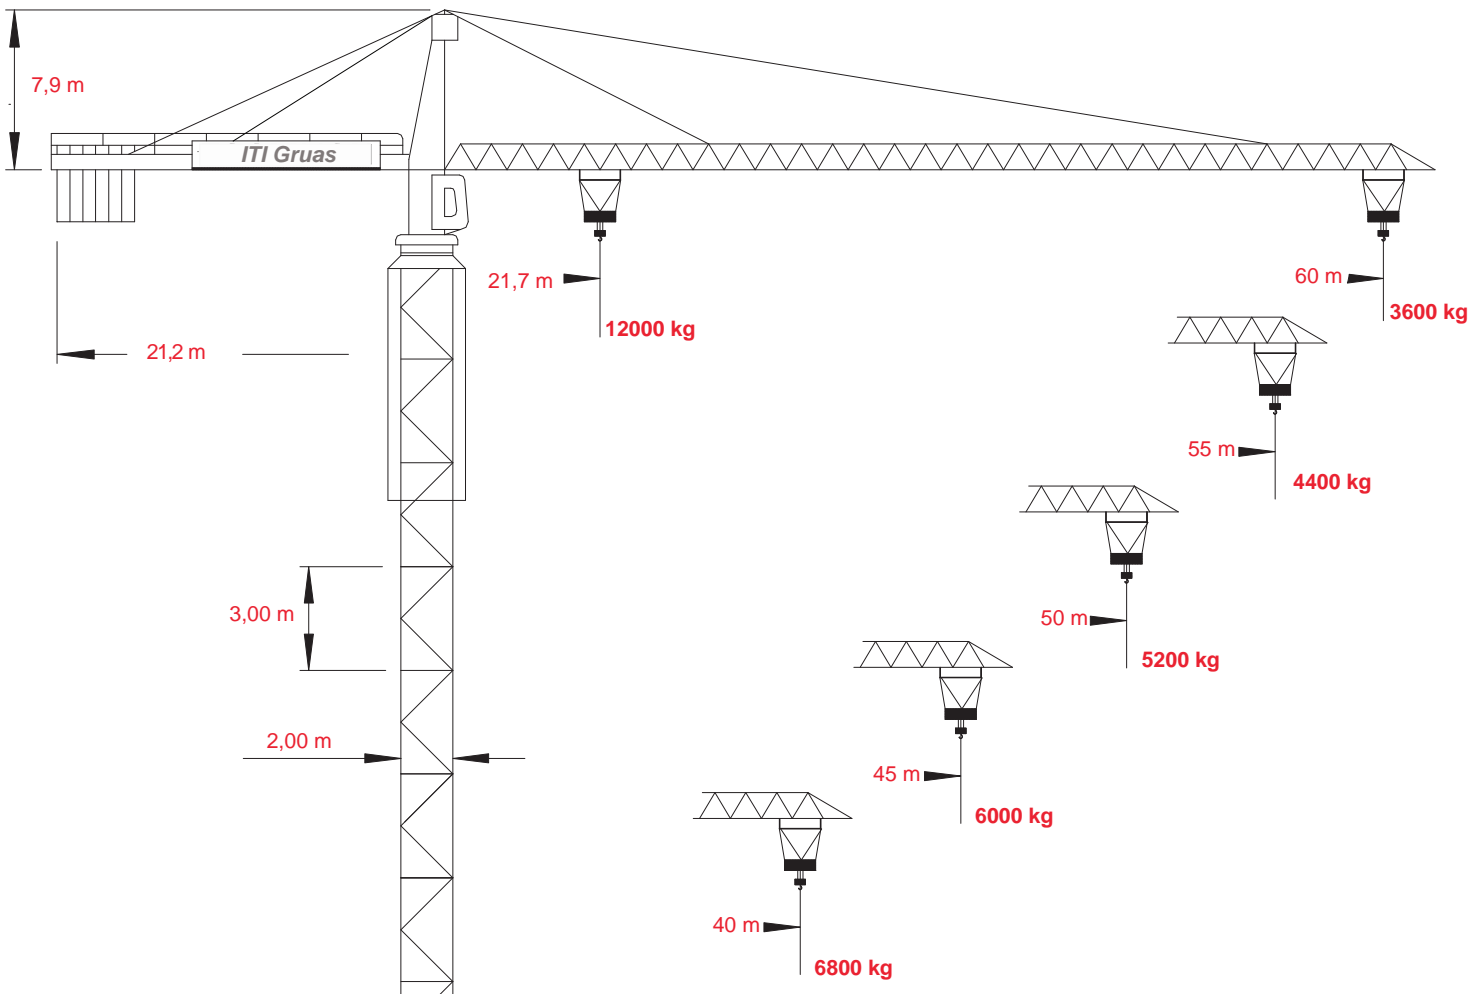 7,9 m
ITI Gruas
21,7 m
60 m
12000 kg
3600 kg
21,2 m
55 m
4400 kg
3,00 m
50 m
5200 kg
2,00 m
45 m
6000 kg
40 m
6800 kg